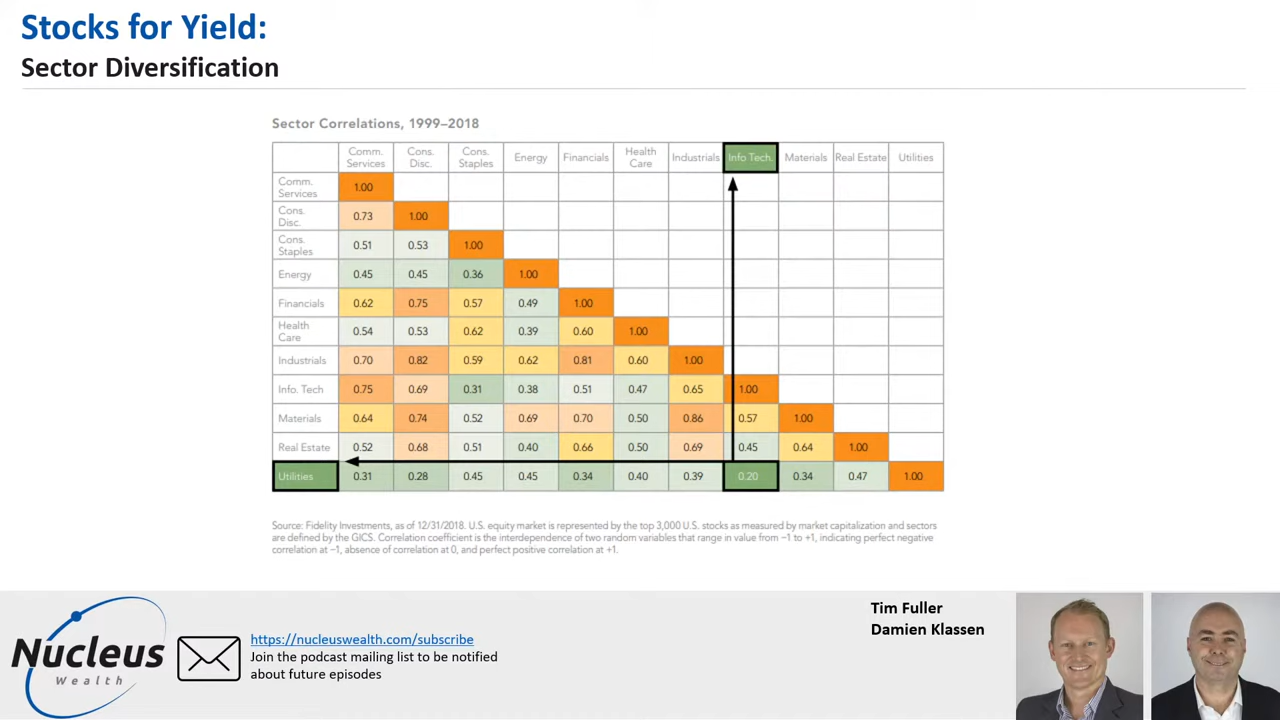 Stocks for Yield:
Sector Diversification
Sector Correlations, 1999–2018
Comm. Services Cons. Disc. Cons. Staples Energy Financials Health Care Industrials Info Tech. Materials Real Estate Utilities
Comm. Services 1.00
Cons. Disc. 0.73 1.00
Cons. Staples 0.51 0.53 1.00
Energy 0.45 0.45 0.36 1.00
Financials 0.62 0.75 0.57 0.49 1.00
Health Care 0.54 0.53 0.62 0.39 0.60 1.00
Industrials 0.70 0.82 0.59 0.62 0.81 0.60 1.00
Info. Tech 0.75 0.69 0.31 0.38 0.51 0.47 0.65 1.00
Materials 0.64 0.74 0.52 0.69 0.70 0.50 0.86 0.57 1.00
Real Estate 0.52 0.68 0.51 0.40 0.66 0.50 0.69 0.45 0.64 1.00
Utilities 0.31 0.28 0.45 0.45 0.34 0.40 0.39 0.20 0.34 0.47 1.00
Source: Fidelity Investments, as of 12/31/2018. U.S. equity market is represented by the top 3,000 U.S. stocks as measured by market capitalization and sectors
are defined by the GICS. Correlation coefficient is the interdependence of two random variables that range in value from −1 to +1, indicating perfect negative
correlation at −1, absence of correlation at 0, and perfect positive correlation at +1.
Nucleus
Wealth
https://nucleuswealth.com/subscribe
Join the podcast mailing list to be notified
about future episodes
Tim Fuller
Damien Klassen